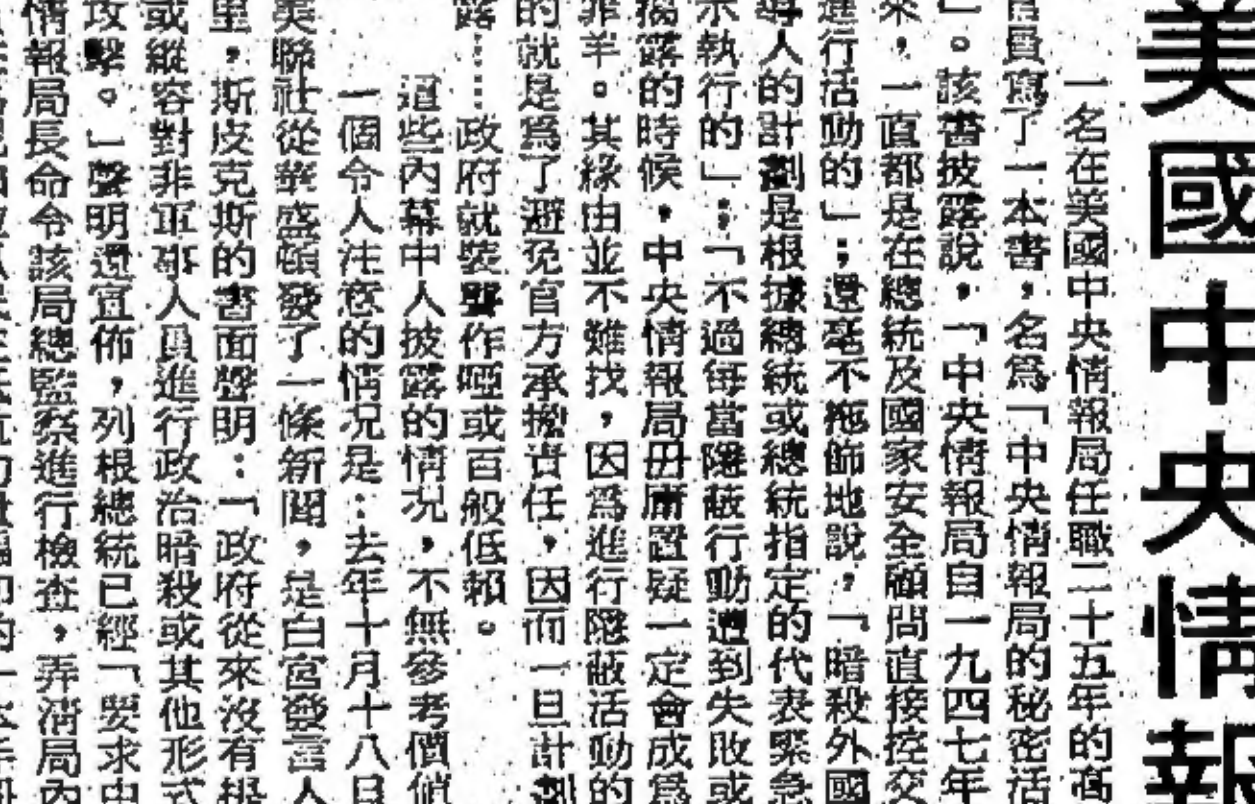 美國中央情報
一名在美國中央情報局任職二十五年的高
官員寫了一本書，名爲「中央情報局的秘密活
」。該書披露說，「中央情報局自一九四七年
來，一直都是在總統及國家安全顧問直接控交
進行活動的」；還毫不掩飾地說，「暗殺外國
導人的計劃是根據總統或總統指定的代表緊急
示執行的」；「不過每當隱蔽行動遭到失敗或
揭露的時候，中央情報局毋庸置疑一定會成爲
罪羊。其緣由並不難找，因爲進行隱蔽活動的
的就是爲了避免官方承擔責任，因而一旦計劃
露……政府就裝聾作啞或百般低賴。
這些內幕中人披露的情况，不無參考價值
一個令人注意的情况是：去年十月十八日
美聯社從華盛頓發了一條新聞，是白宮發言人
里，斯皮克斯的書面聲明：「政府從來沒有授
或縱容對非軍事人員進行政治暗殺或其他形式
攻擊。」聲明還宣佈，列根總統已經「要求中
情報局長命令該局總監察進行檢查，弄清局內